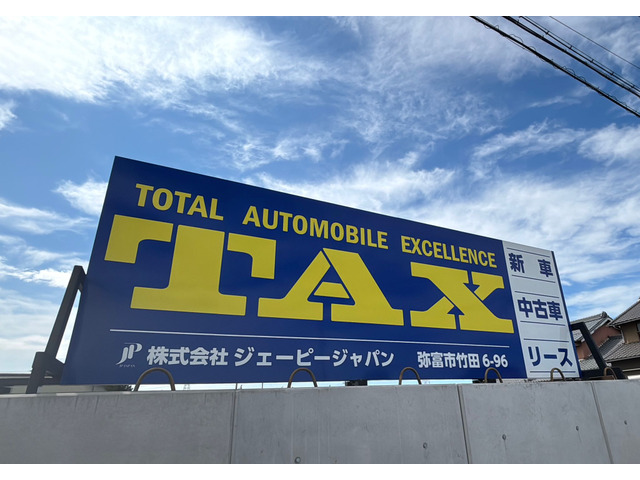 TOTAL AUTOMOBILE EXCELLENCE
TAX
JP 株式会社 ジェーピージャパン 弥富市竹田 6-96
新車
中古車
リース